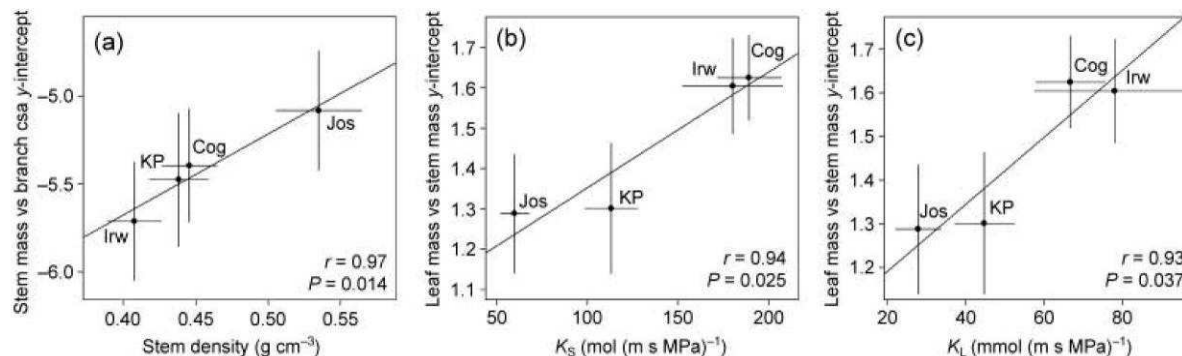 (a)
Stem mass vs branch csa y-intercept
−5.0
−5.5
−6.0
Jos
Cog
KP
Irw
r = 0.97
P = 0.014
0.40 0.45 0.50 0.55
Stem density (g cm⁻³)
(b)
Leaf mass vs stem mass y-intercept
1.7
1.6
1.5
1.4
1.3
1.2
1.1
Cog
Irw
Jos
KP
r = 0.94
P = 0.025
50 100 150 200
K_S (mol (m s MPa)⁻¹)
(c)
Leaf mass vs stem mass y-intercept
1.7
1.6
1.5
1.4
1.3
1.2
Cog
Irw
Jos
KP
r = 0.93
P = 0.037
20 40 60 80
K_L (mmol (m s MPa)⁻¹)